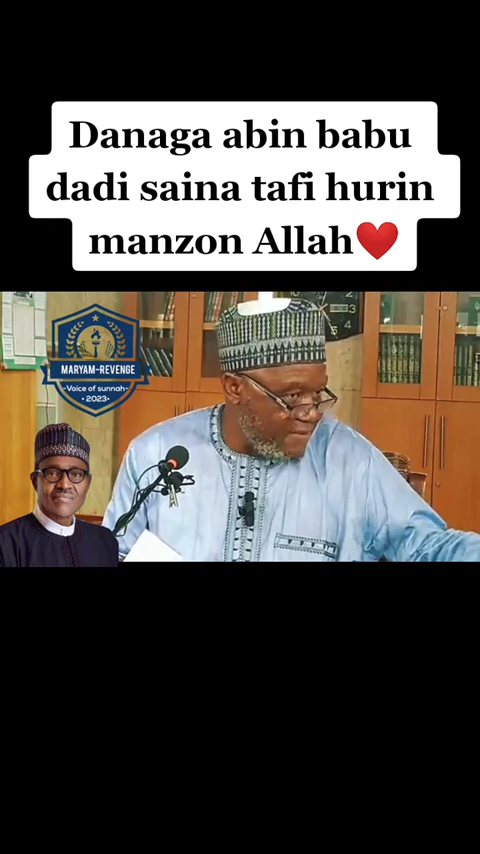 Danaga abin babu
dadi saina tafi hurin
manzon Allah❤️
MARYAM-REVENGE
-Voice of sunnah-
• 2023 •